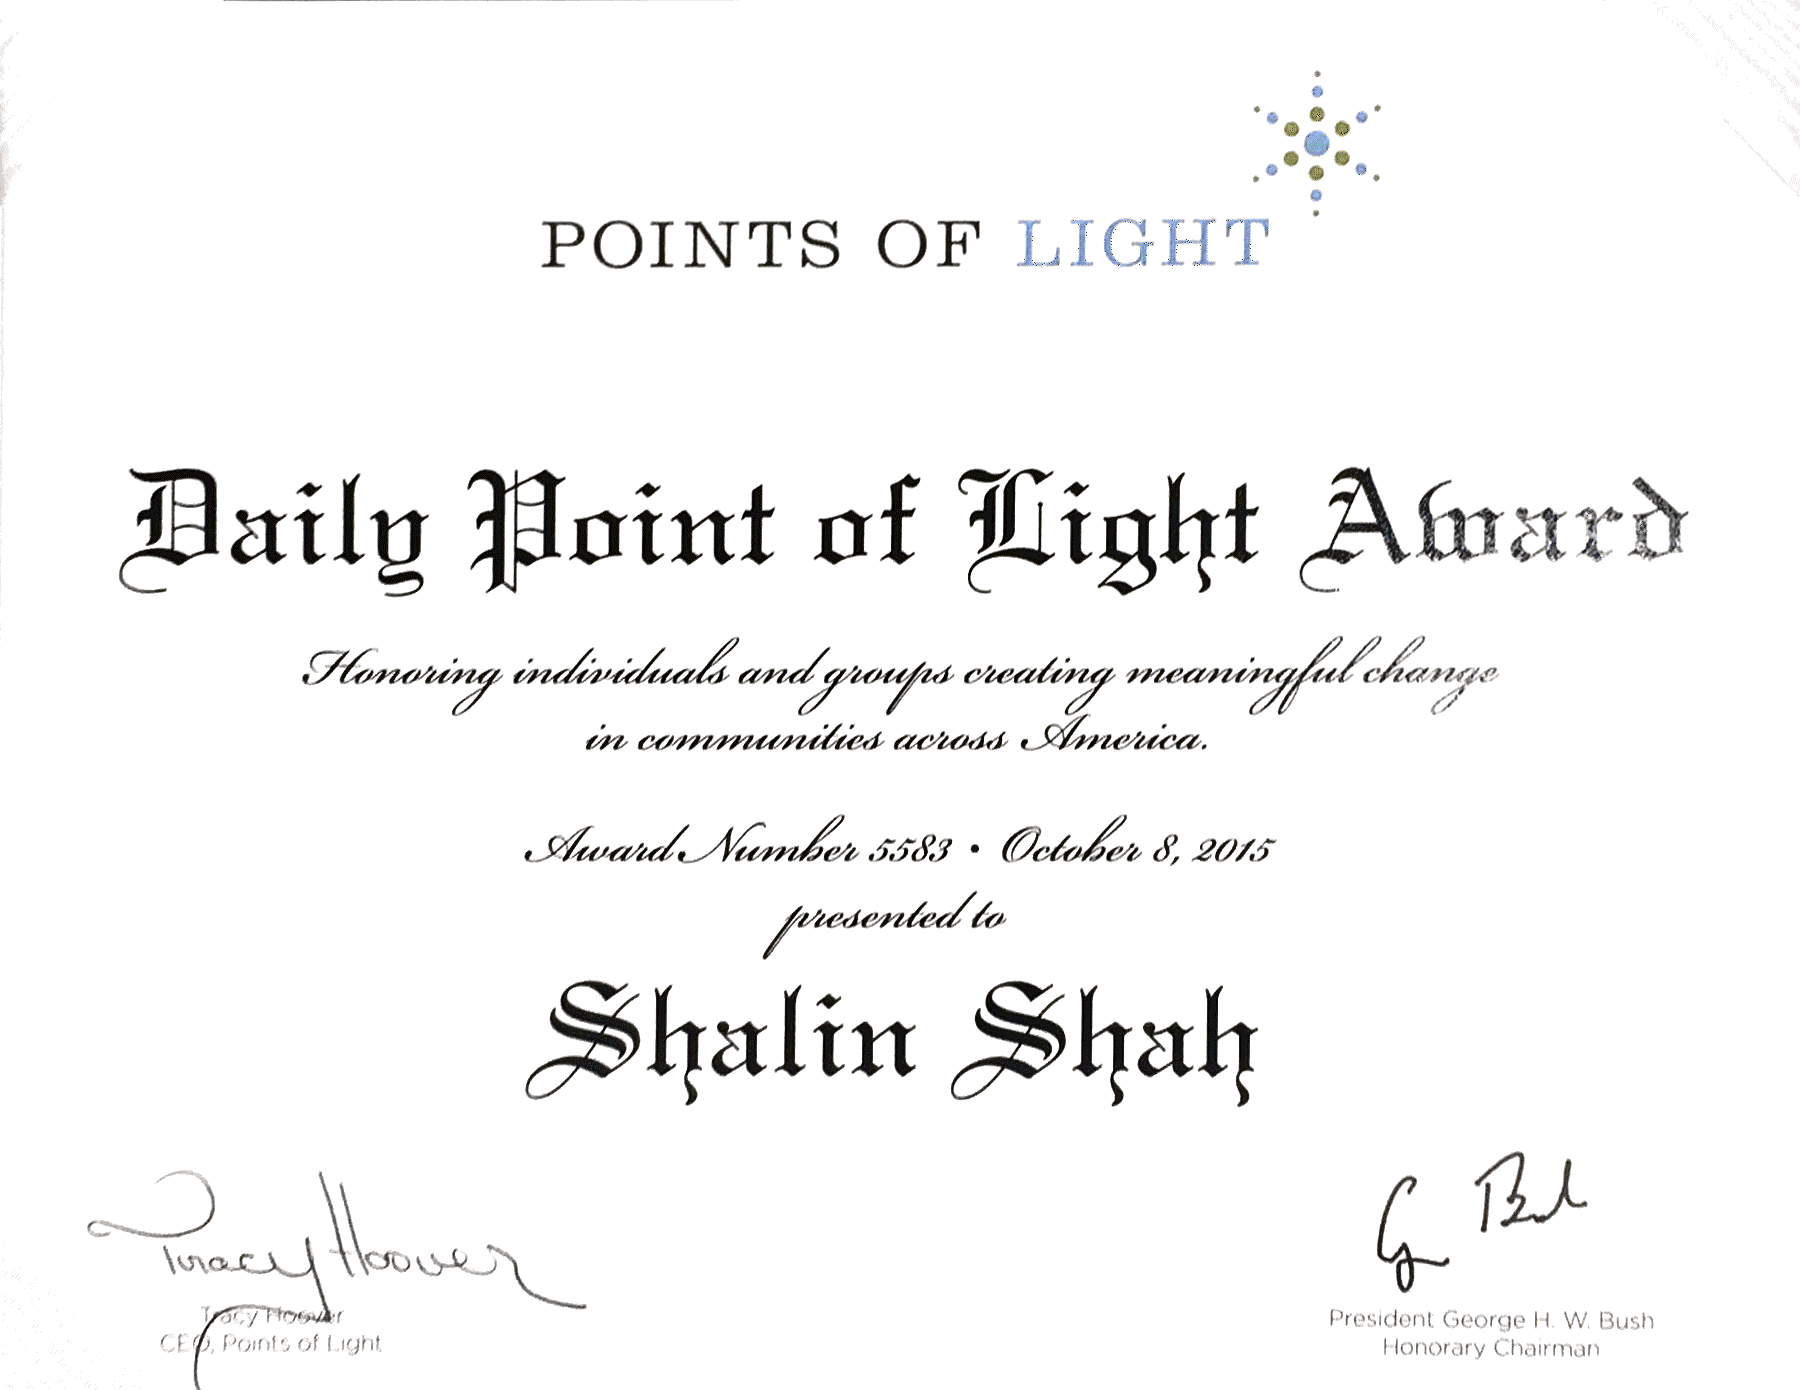 POINTS OF LIGHT
Daily Point of Light Award
Honoring individuals and groups creating meaningful change
in communities across America.
Award Number 5583 • October 8, 2015
presented to
Shalin Shah
Tracy Hoover
Tracy Hoover
CEO, Points of Light
G Bush
President George H. W. Bush
Honorary Chairman